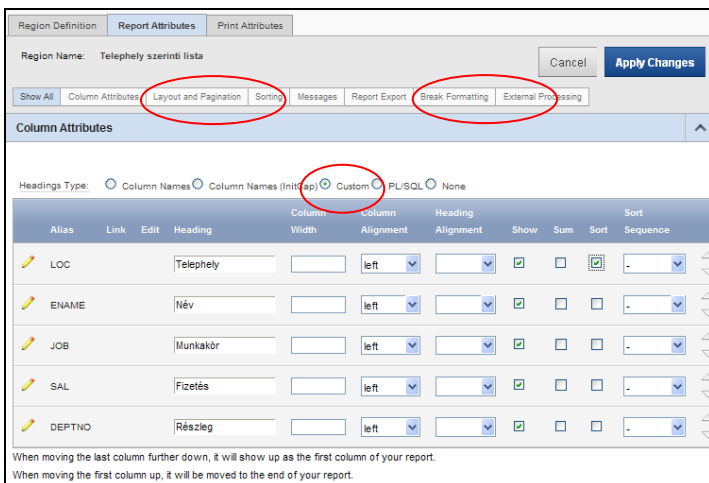 Region Definition Report Attributes Print Attributes
Region Name: Telephely szerinti lista Cancel Apply Changes
Show All Column Attributes Layout and Pagination Sorting Messages Report Export Break Formatting External Processing
Column Attributes
Headings Type: Column Names Column Names (InitCap) Custom PL/SQL None
Column Column Heading Sort
Alias Link Edit Heading Width Alignment Alignment Show Sum Sort Sequence
LOC Telephely left -
ENAME Név left -
JOB Munkakör left -
SAL Fizetés left -
DEPTNO Részleg left -
When moving the last column further down, it will show up as the first column of your report.
When moving the first column up, it will be moved to the end of your report.